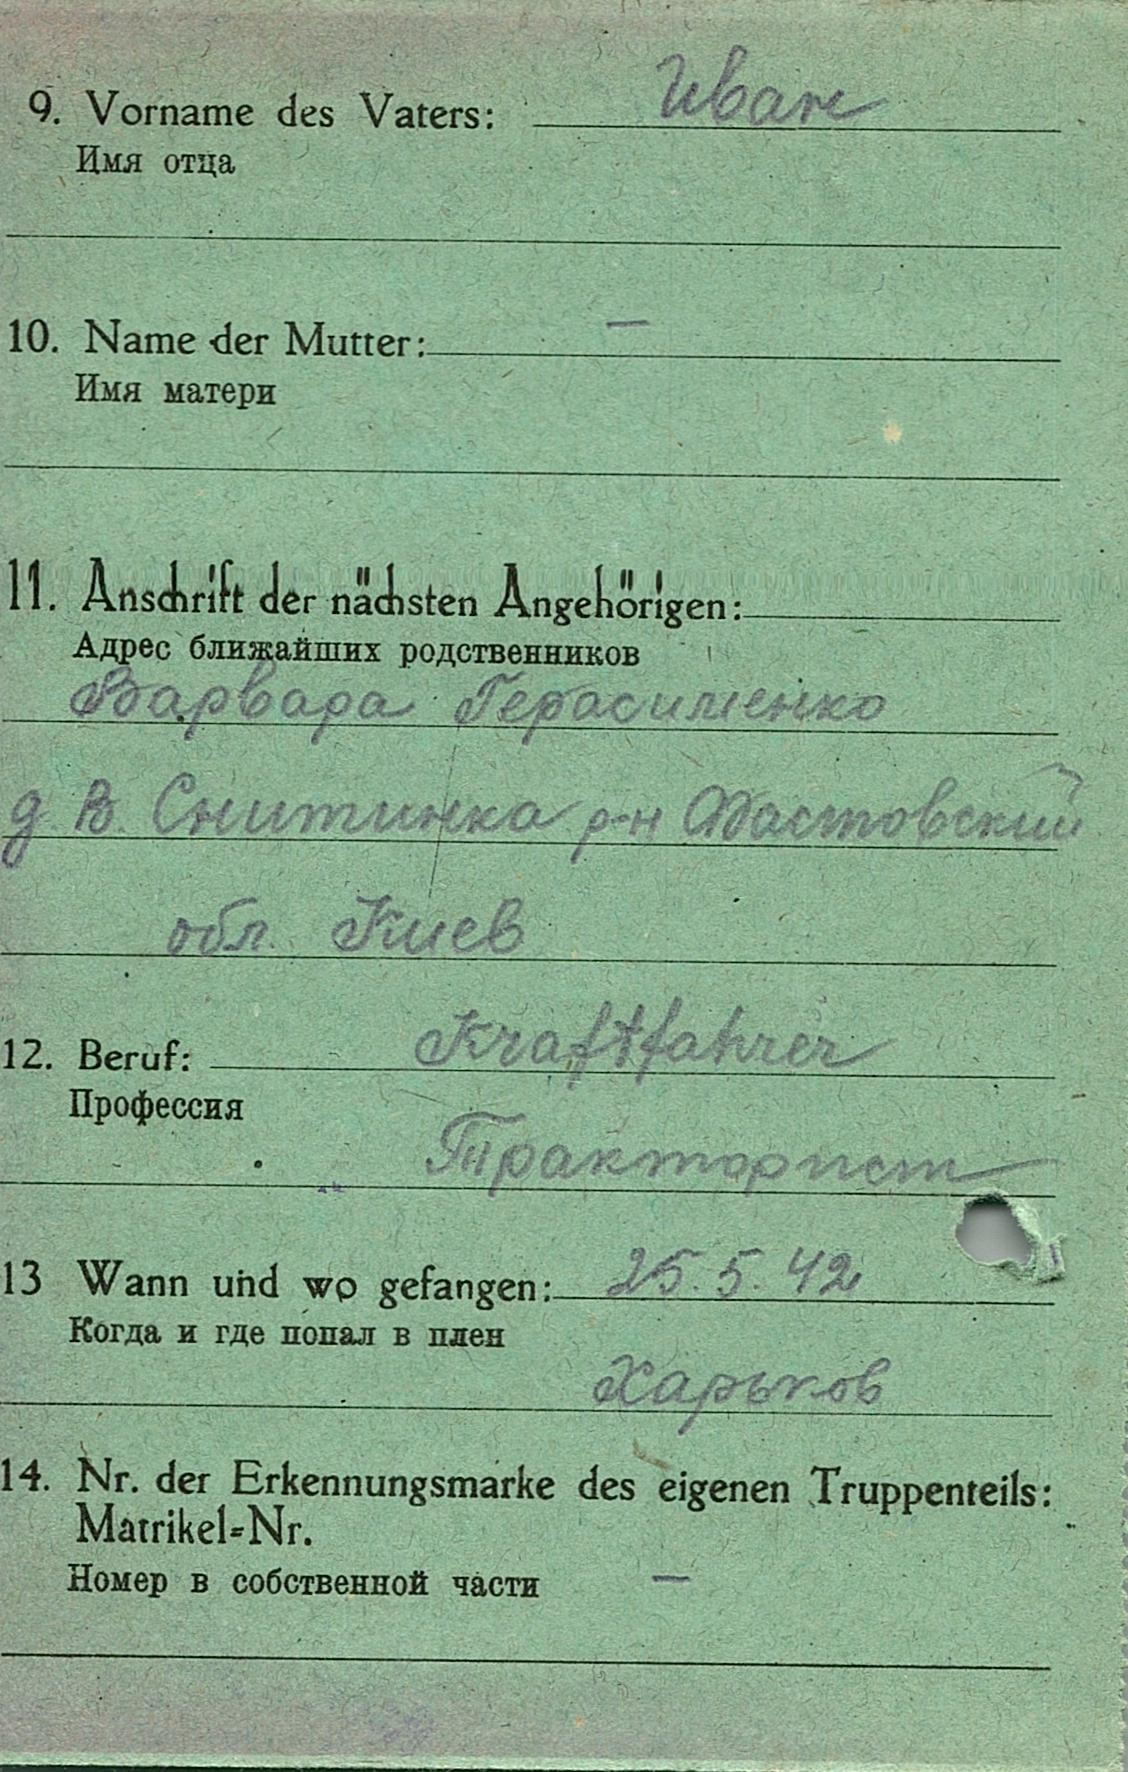 9. Vorname des Vaters: Иван
Имя отца
10. Name der Mutter: —
Имя матери
11. Anschrift der nächsten Angehörigen:
Адрес ближайших родственников
Варвара Герасименко
д В. Снитинка р-н Фастовский
обл. Киев
12. Beruf: Kraftfahrer
Профессия
Тракторист
13 Wann und wo gefangen: 25.5.42
Когда и где попал в плен
Харьков
14. Nr. der Erkennungsmarke des eigenen Truppenteils:
Matrikel-Nr.
Номер в собственной части —